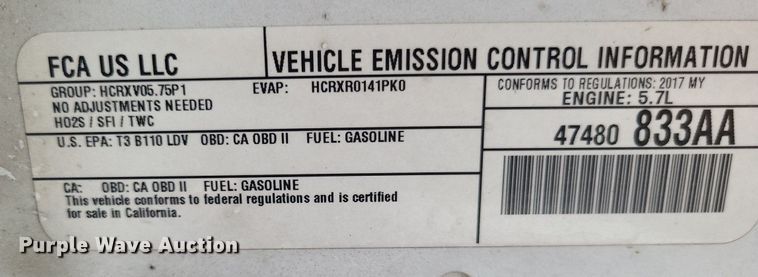 FCA US LLC
VEHICLE EMISSION CONTROL INFORMATION
GROUP: HCRXV05.75P1 EVAP: HCRXR0141PK0
NO ADJUSTMENTS NEEDED
HO2S / SFI / TWC
CONFORMS TO REGULATIONS: 2017 MY
ENGINE: 5.7L
U.S. EPA: T3 B110 LDV OBD: CA OBD II FUEL: GASOLINE
47480 833AA
CA: OBD: CA OBD II FUEL: GASOLINE
This vehicle conforms to federal regulations and is certified
for sale in California.
Purple Wave Auction